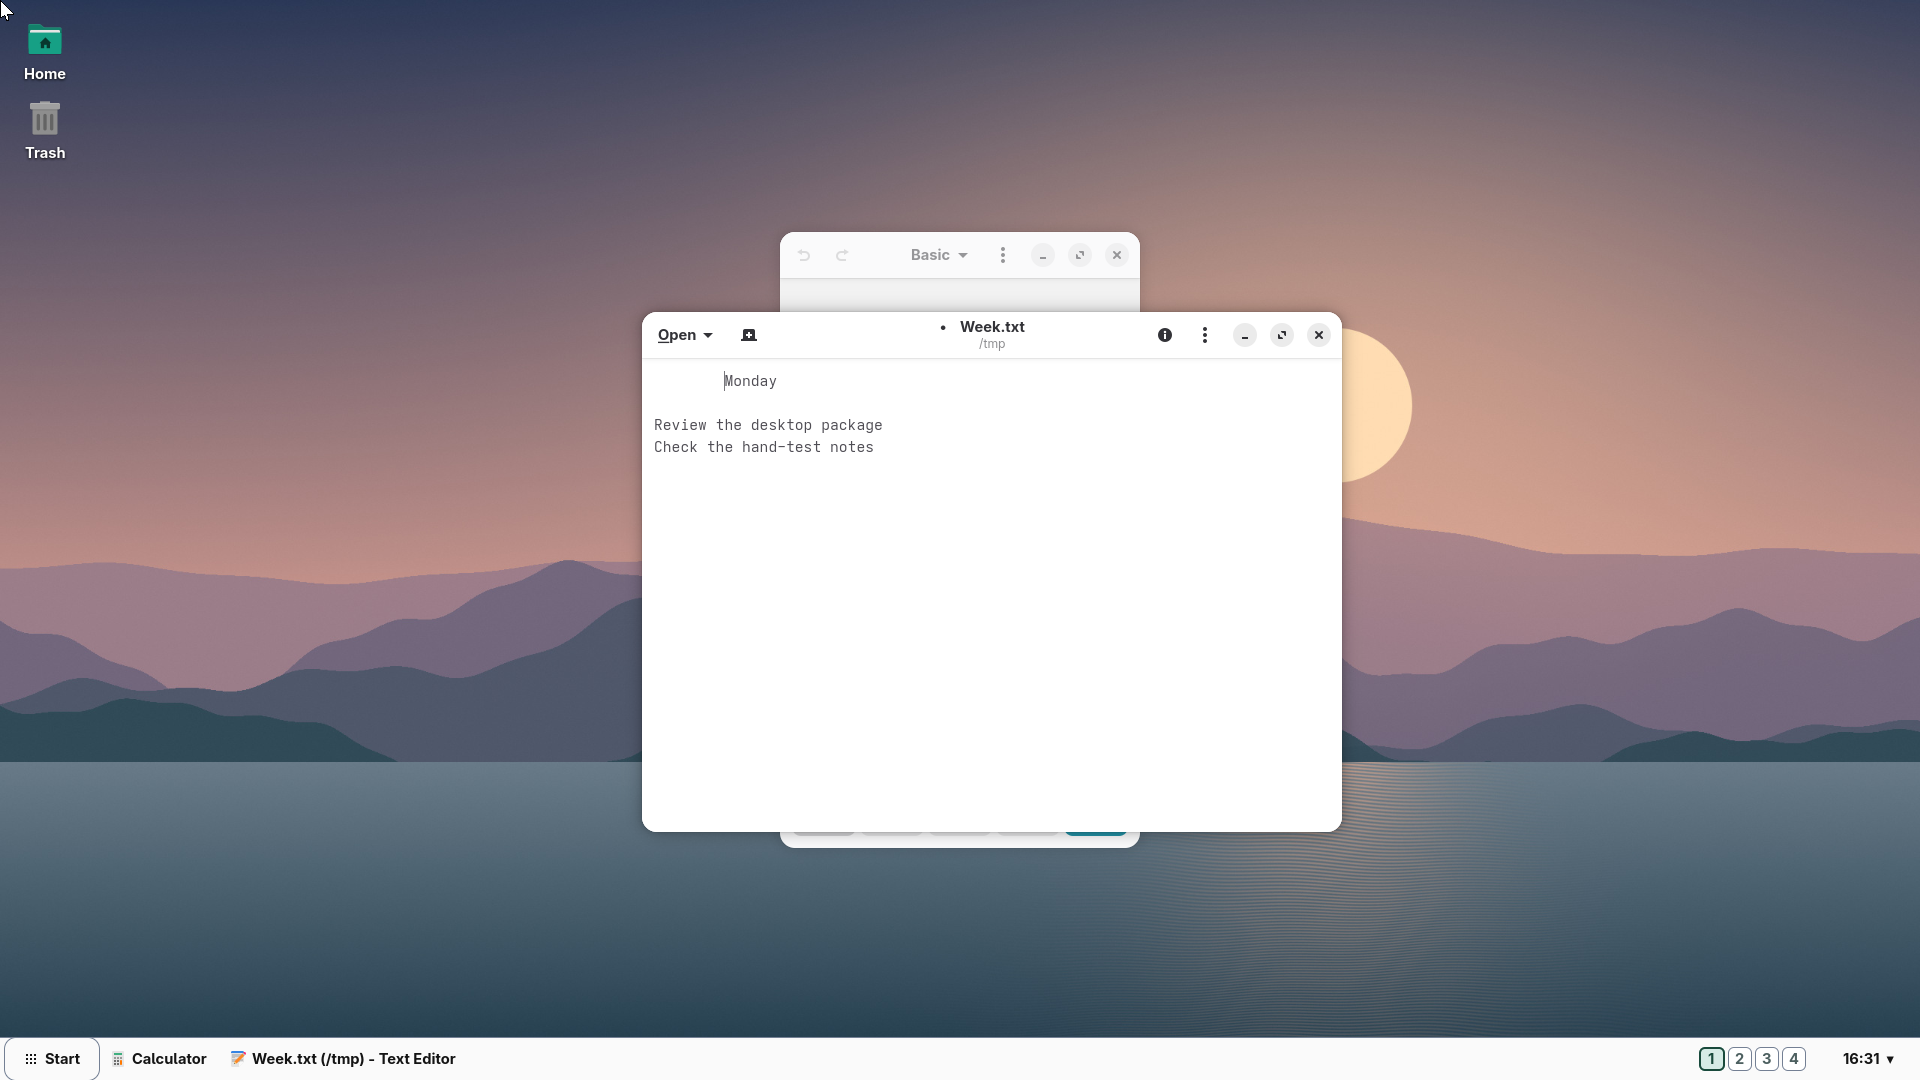 Home
Trash
Basic
Open
• Week.txt
/tmp
Monday
Review the desktop package
Check the hand-test notes
Start
Calculator
Week.txt (/tmp) - Text Editor
1 2 3 4
16:31